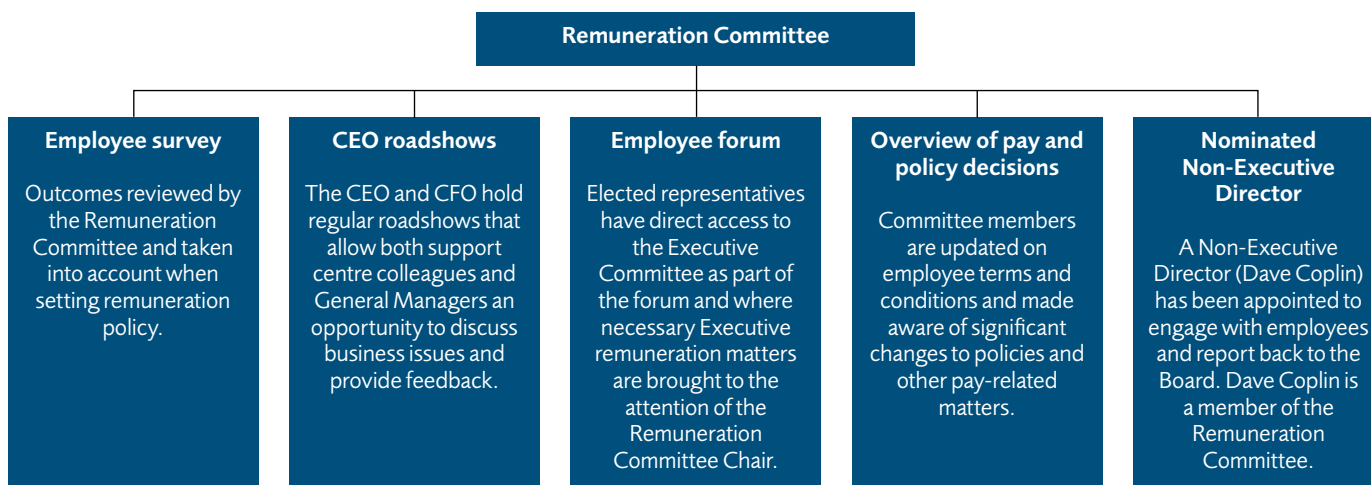 Remuneration Committee
Employee survey
Outcomes reviewed by
the Remuneration
Committee and taken
into account when
setting remuneration
policy.
CEO roadshows
The CEO and CFO hold
regular roadshows that
allow both support
centre colleagues and
General Managers an
opportunity to discuss
business issues and
provide feedback.
Employee forum
Elected representatives
have direct access to
the Executive
Committee as part of
the forum and where
necessary Executive
remuneration matters
are brought to the
attention of the
Remuneration
Committee Chair.
Overview of pay and
policy decisions
Committee members
are updated on
employee terms and
conditions and made
aware of significant
changes to policies and
other pay-related
matters.
Nominated
Non-Executive
Director
A Non-Executive
Director (Dave Coplin)
has been appointed to
engage with employees
and report back to the
Board. Dave Coplin is
a member of the
Remuneration
Committee.